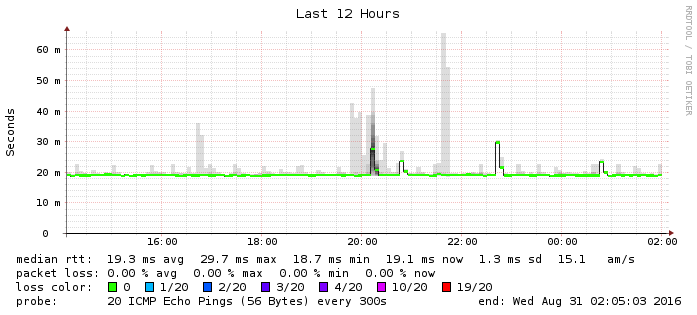 Last 12 Hours
RRDTOOL / TOBI OETIKER
Seconds
60 m
50 m
40 m
30 m
20 m
10 m
0
16:00 18:00 20:00 22:00 00:00 02:00
median rtt: 19.3 ms avg 29.7 ms max 18.7 ms min 19.1 ms now 1.3 ms sd 15.1 am/s
packet loss: 0.00 % avg 0.00 % max 0.00 % min 0.00 % now
loss color: 0 1/20 2/20 3/20 4/20 10/20 19/20
probe: 20 ICMP Echo Pings (56 Bytes) every 300s end: Wed Aug 31 02:05:03 2016